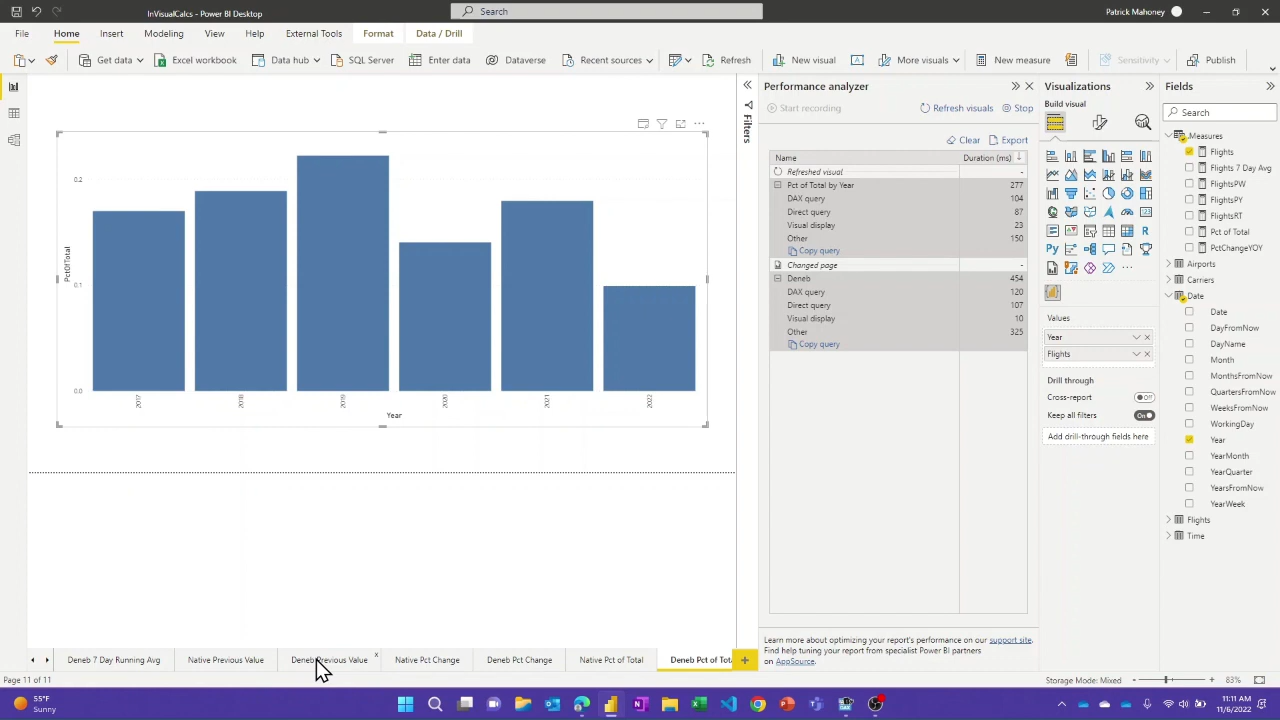 InVisualCalcs - Power BI Desktop
Search
Patrick Mahoney
File
Home
Insert
Modeling
View
Help
External Tools
Format
Data / Drill
Get data
Excel workbook
Data hub
SQL Server
Enter data
Dataverse
Recent sources
Refresh
New visual
More visuals
New measure
Sensitivity
Publish
0.2
0.1
0.0
PctOfTotal
2017
2018
2019
2020
2021
2022
Year
Filters
Performance analyzer
Start recording
Refresh visuals
Stop
Clear
Export
Name
Duration (ms)
Refreshed visual
-
Pct of Total by Year
277
DAX query
104
Direct query
87
Visual display
23
Other
150
Copy query
Changed page
-
Deneb
454
DAX query
120
Direct query
107
Visual display
10
Other
325
Copy query
Learn more about optimizing your report's performance on our support site.
Find help tuning your report from specialized Power BI partners
on AppSource.
Visualizations
Build visual
Values
Year
Flights
Drill through
Cross-report
Off
Keep all filters
On
Add drill-through fields here
Fields
Search
Measures
Flights
Flights 7 Day Avg
FlightsPW
FlightsPY
FlightsRT
Pct of Total
PctChangeYOY
Airports
Carriers
Date
Date
DayFromNow
DayName
Month
MonthsFromNow
QuartersFromNow
WeeksFromNow
WorkingDay
Year
YearMonth
YearQuarter
YearsFromNow
YearWeek
Flights
Time
Deneb 7 Day Running Avg
Native Previous Value
Deneb Previous Value
Native Pct Change
Deneb Pct Change
Native Pct of Total
Deneb Pct of Tota
Page 11 of 11
Storage Mode: Mixed
83%
55°F
Sunny
11:11 AM
11/6/2022